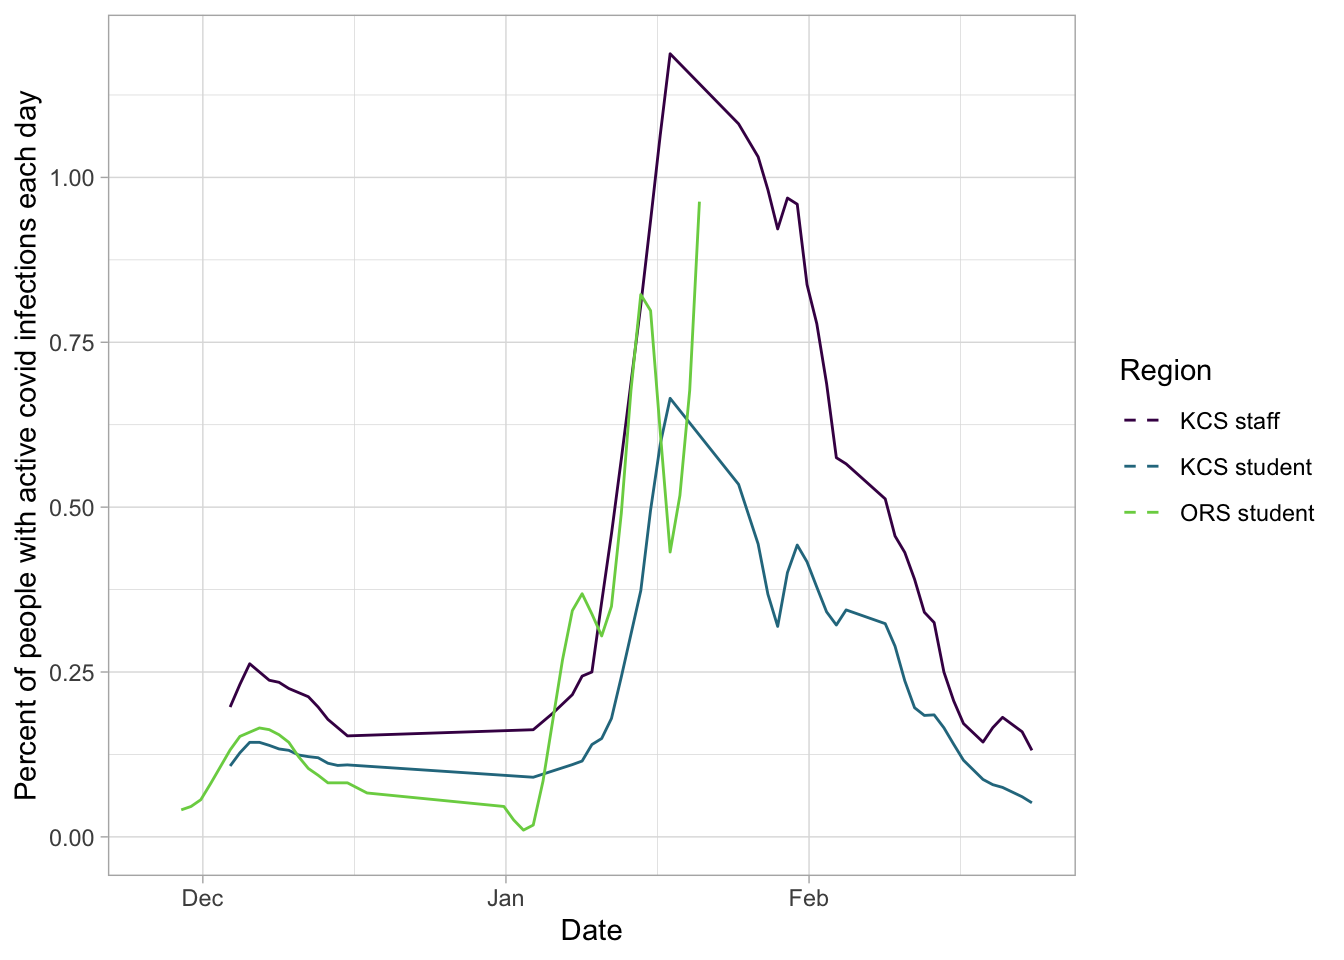 Percent of people with active covid infections each day
1.00
0.75
0.50
0.25
0.00
Dec
Jan
Feb
Date
Region
KCS staff
KCS student
ORS student